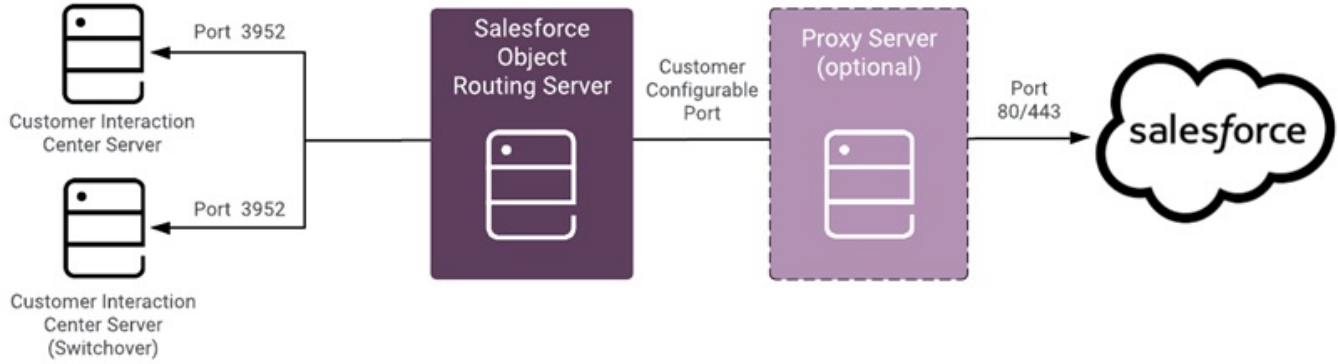 Port 3952
Customer Interaction
Center Server
Port 3952
Customer Interaction
Center Server
(Switchover)
Salesforce
Object
Routing Server
Customer
Configurable
Port
Proxy Server
(optional)
Port
80/443
salesforce